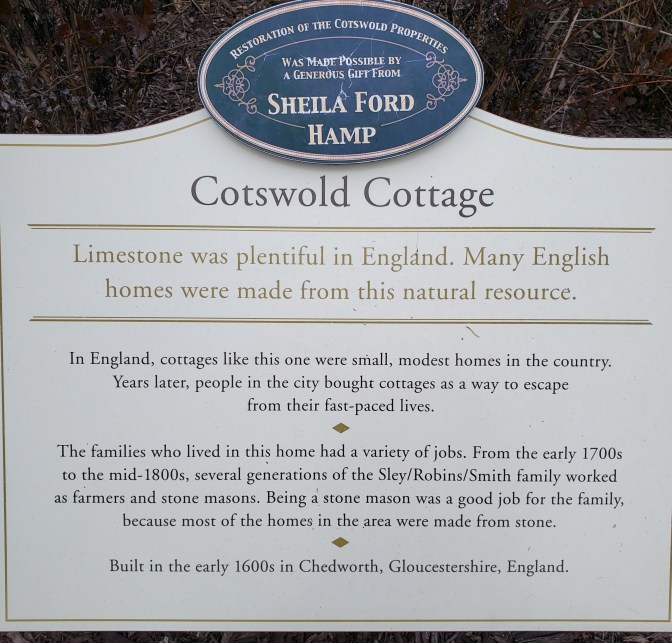 RESTORATION OF THE COTSWOLD PROPERTIES
WAS MADE POSSIBLE BY
A GENEROUS GIFT FROM
SHEILA FORD
HAMP
Cotswold Cottage
Limestone was plentiful in England. Many English
homes were made from this natural resource.
In England, cottages like this one were small, modest homes in the country.
Years later, people in the city bought cottages as a way to escape
from their fast-paced lives.
The families who lived in this home had a variety of jobs. From the early 1700s
to the mid-1800s, several generations of the Sley/Robins/Smith family worked
as farmers and stone masons. Being a stone mason was a good job for the family,
because most of the homes in the area were made from stone.
Built in the early 1600s in Chedworth, Gloucestershire, England.